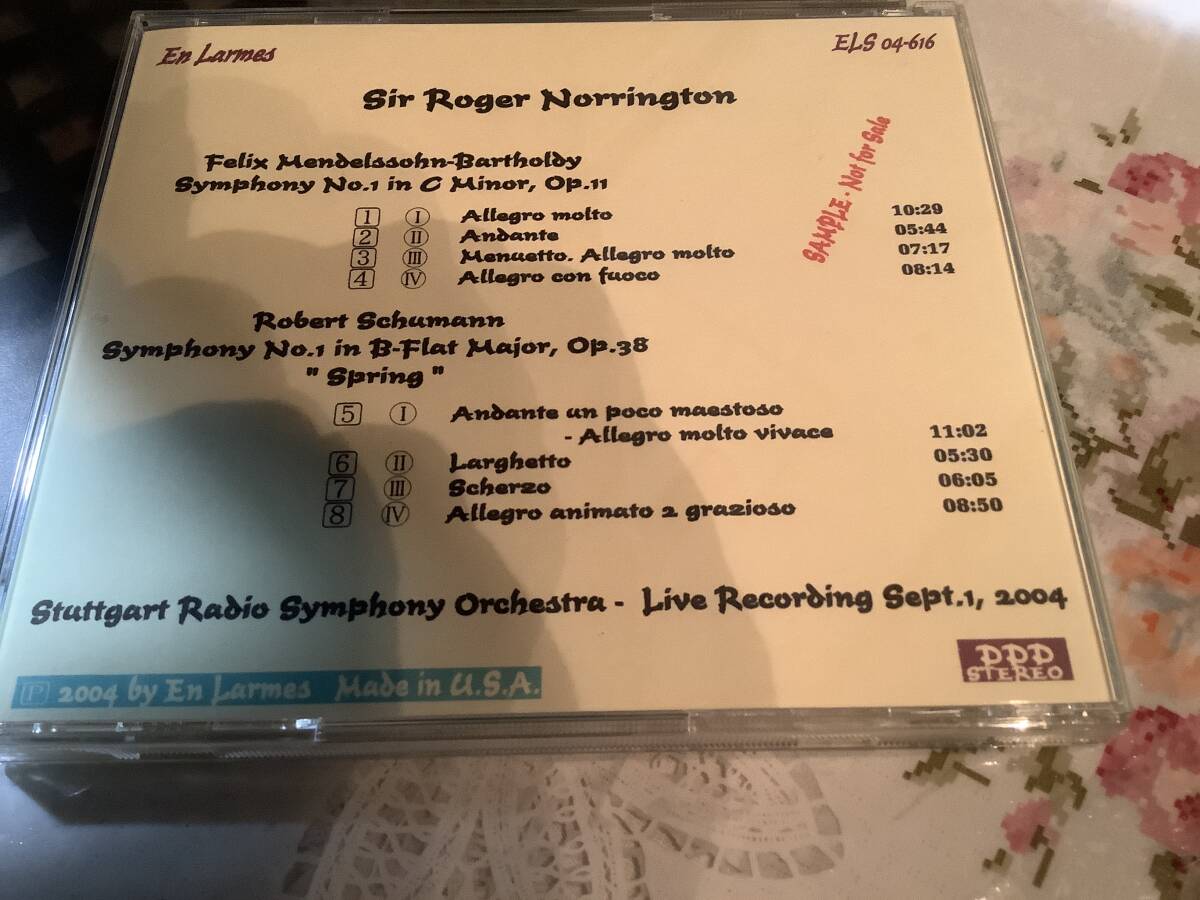 En Larmes
ELS 04-616
Sir Roger Norrington
SAMPLE • Not for Sale
Felix Mendelssohn-Bartholdy
Symphony No.1 in C Minor, Op.11
1 Ⅰ Allegro molto 10:29
2 Ⅱ Andante 05:44
3 Ⅲ Menuetto. Allegro molto 07:17
4 Ⅳ Allegro con fuoco 08:14
Robert Schumann
Symphony No.1 in B-Flat Major, Op.38
" Spring "
5 Ⅰ Andante un poco maestoso
- Allegro molto vivace 11:02
6 Ⅱ Larghetto 05:30
7 Ⅲ Scherzo 06:05
8 Ⅳ Allegro animato 2 grazioso 08:50
Stuttgart Radio Symphony Orchestra - Live Recording Sept.1, 2004
DDD
STEREO
℗ 2004 by En Larmes Made in U.S.A.